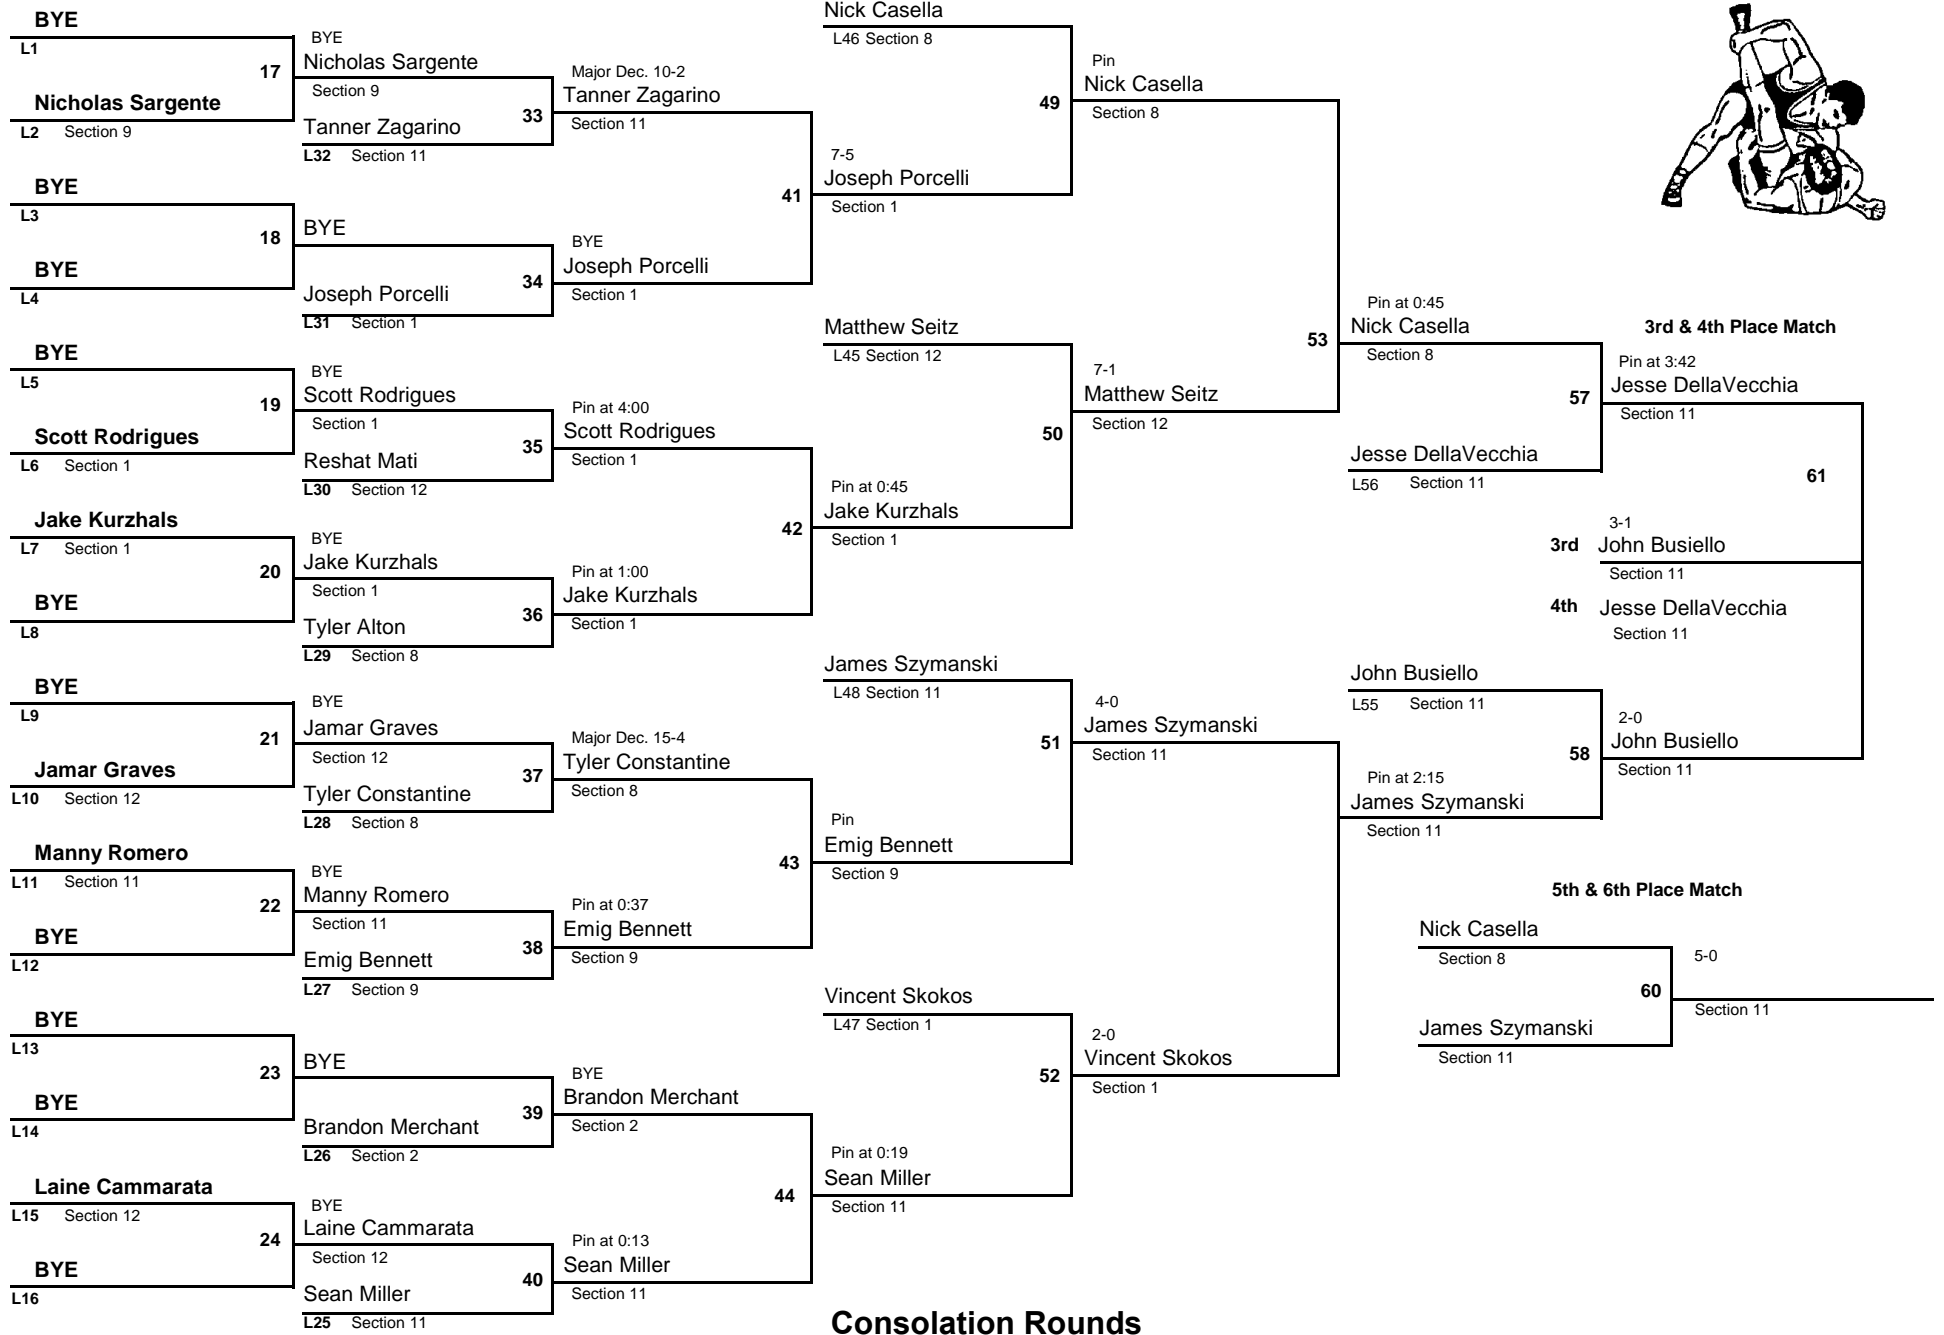 BYE
L1
17
Nicholas Sargente
L2 Section 9
BYE
L3
18
BYE
L4
BYE
L5
19
Scott Rodrigues
L6 Section 1
Jake Kurzhals
L7 Section 1
20
BYE
L8
BYE
L9
21
Jamar Graves
L10 Section 12
Manny Romero
L11 Section 11
22
BYE
L12
BYE
L13
23
BYE
L14
Laine Cammarata
L15 Section 12
24
BYE
L16
BYE
Nicholas Sargente
Section 9
33
Tanner Zagarino
L32 Section 11
BYE
34
Joseph Porcelli
L31 Section 1
BYE
Scott Rodrigues
Section 1
35
Reshat Mati
L30 Section 12
BYE
Jake Kurzhals
Section 1
36
Tyler Alton
L29 Section 8
BYE
Jamar Graves
Section 12
37
Tyler Constantine
L28 Section 8
BYE
Manny Romero
Section 11
38
Emig Bennett
L27 Section 9
BYE
39
Brandon Merchant
L26 Section 2
BYE
Laine Cammarata
Section 12
40
Sean Miller
L25 Section 11
Major Dec. 10-2
Tanner Zagarino
Section 11
41
BYE
Joseph Porcelli
Section 1
Pin at 4:00
Scott Rodrigues
Section 1
42
Pin at 1:00
Jake Kurzhals
Section 1
Major Dec. 15-4
Tyler Constantine
Section 8
43
Pin at 0:37
Emig Bennett
Section 9
BYE
Brandon Merchant
Section 2
44
Pin at 0:13
Sean Miller
Section 11
Nick Casella
L46 Section 8
49
7-5
Joseph Porcelli
Section 1
Matthew Seitz
L45 Section 12
50
Pin at 0:45
Jake Kurzhals
Section 1
James Szymanski
L48 Section 11
51
Pin
Emig Bennett
Section 9
Vincent Skokos
L47 Section 1
52
Pin at 0:19
Sean Miller
Section 11
Pin
Nick Casella
Section 8
53
7-1
Matthew Seitz
Section 12
4-0
James Szymanski
Section 11
2-0
Vincent Skokos
Section 1
Pin at 0:45
Nick Casella
Section 8
57
Jesse DellaVecchia
L56 Section 11
John Busiello
L55 Section 11
58
Pin at 2:15
James Szymanski
Section 11
3rd & 4th Place Match
Pin at 3:42
Jesse DellaVecchia
Section 11
61
3-1
3rd John Busiello
Section 11
4th Jesse DellaVecchia
Section 11
2-0
John Busiello
Section 11
5th & 6th Place Match
Nick Casella
Section 8
60
James Szymanski
Section 11
5-0
Section 11
Consolation Rounds